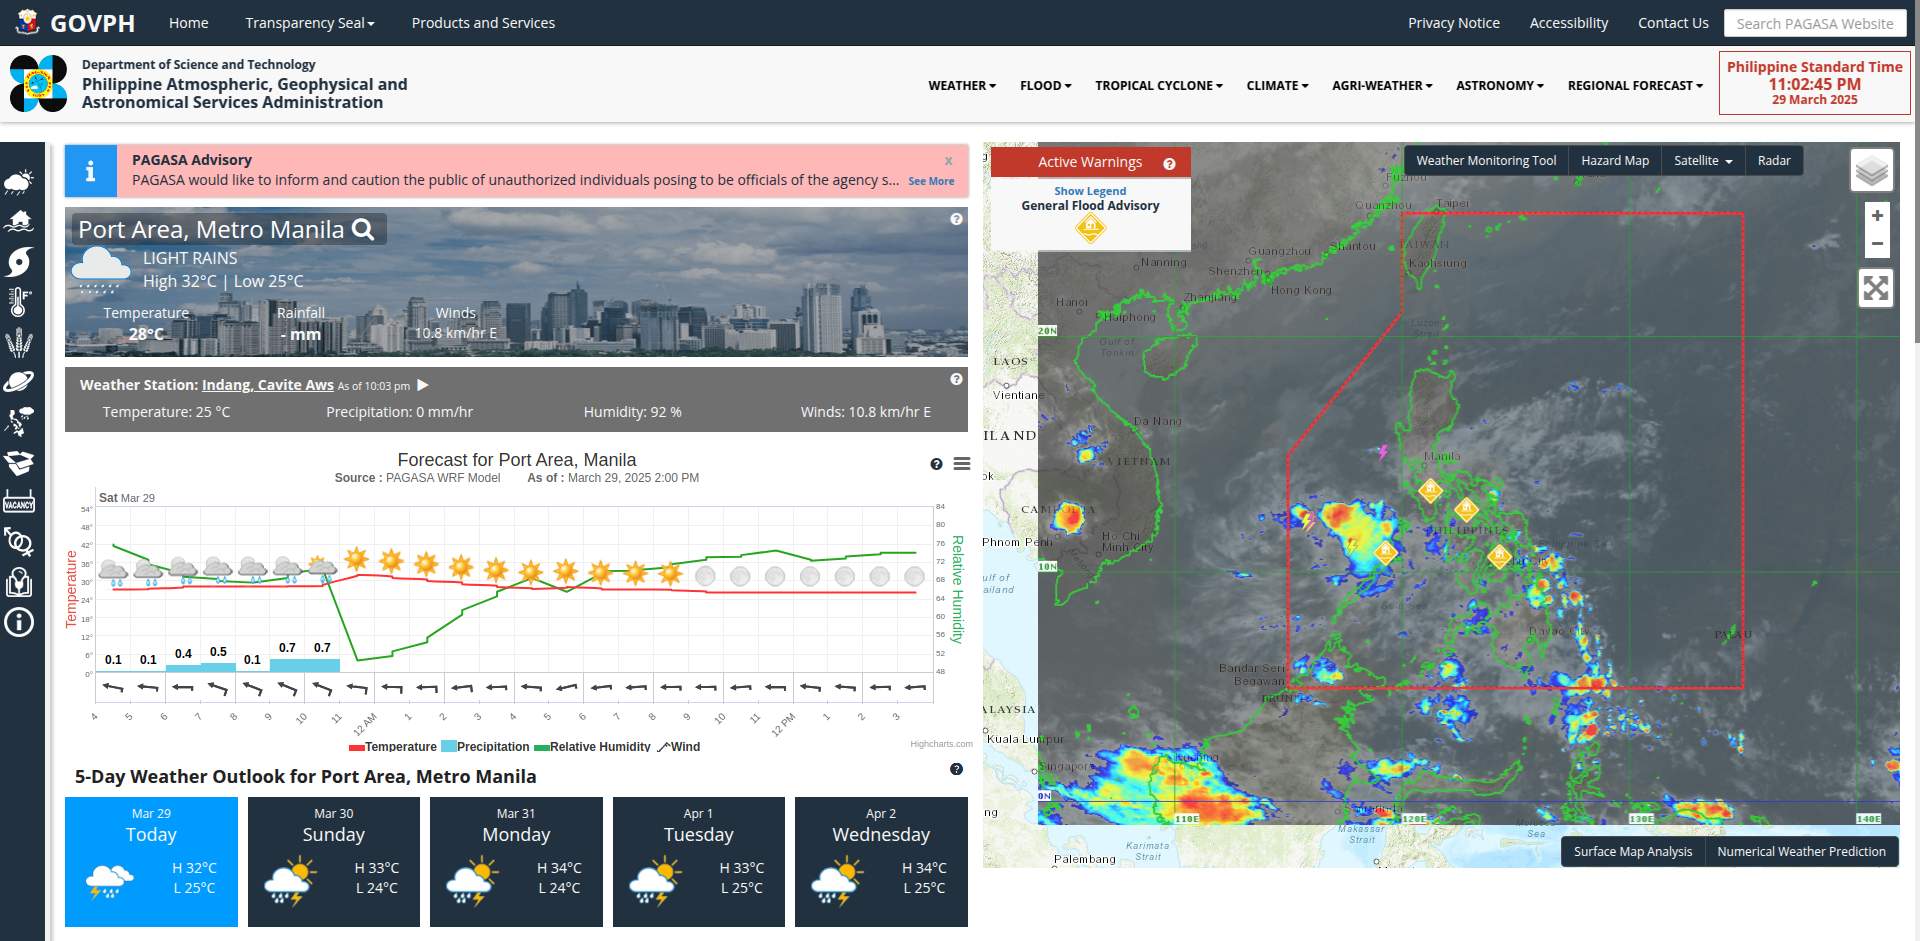 GOVPH
Home
Transparency Seal
Products and Services
Privacy Notice
Accessibility
Contact Us
Search PAGASA Website
Department of Science and Technology
Philippine Atmospheric, Geophysical and
Astronomical Services Administration
WEATHER
FLOOD
TROPICAL CYCLONE
CLIMATE
AGRI-WEATHER
ASTRONOMY
REGIONAL FORECAST
Philippine Standard Time
11:02:45 PM
29 March 2025
PAGASA Advisory
x
PAGASA would like to inform and caution the public of unauthorized individuals posing to be officials of the agency s...
See More
Port Area, Metro Manila
LIGHT RAINS
High 32°C | Low 25°C
Temperature
28°C
Rainfall
- mm
Winds
10.8 km/hr E
Weather Station: Indang, Cavite Aws As of 10:03 pm
Temperature: 25 °C
Precipitation: 0 mm/hr
Humidity: 92 %
Winds: 10.8 km/hr E
Forecast for Port Area, Manila
Source : PAGASA WRF Model As of : March 29, 2025 2:00 PM
Sat Mar 29
Temperature
54°
48°
42°
36°
30°
24°
18°
12°
6°
0°
84
80
76
72
68
64
60
56
52
48
Relative Humidity
0.1
0.1
0.4
0.5
0.1
0.7
0.7
4 5 6 7 8 9 10 11 12 AM 1 2 3 4 5 6 7 8 9 10 11 12 PM 1 2 3
Temperature
Precipitation
Relative Humidity
Wind
Highcharts.com
5-Day Weather Outlook for Port Area, Metro Manila
Mar 29
Today
H 32°C
L 25°C
Mar 30
Sunday
H 33°C
L 24°C
Mar 31
Monday
H 34°C
L 24°C
Apr 1
Tuesday
H 33°C
L 25°C
Apr 2
Wednesday
H 34°C
L 25°C
VACANCY
Active Warnings
Show Legend
General Flood Advisory
Weather Monitoring Tool
Hazard Map
Satellite
Radar
+
−
Fuzhou
Quanzhou
Taipei
TAIWAN
Kaohsiung
Shantou
Guangzhou
Shenzhen
Hong Kong
Nanning
Zhanjiang
Hanoi
Haiphong
Gulf of
Tonkin
Luzon
Strait
20N
LAOS
Vientiane
Da Nang
VIETNAM
Manila
PHILIPPINES
CAMBODIA
Phnom Penh
Ho Chi
Minh City
10N
Sulu Sea
Davao City
PALAU
Bandar Seri
Begawan
BRUNEI
Kuala Lumpur
Singapore
Kuching
Samarinda
0N
110E
120E
130E
140E
Makassar
Strait
Karimata
Strait
Palembang
Surface Map Analysis
Numerical Weather Prediction